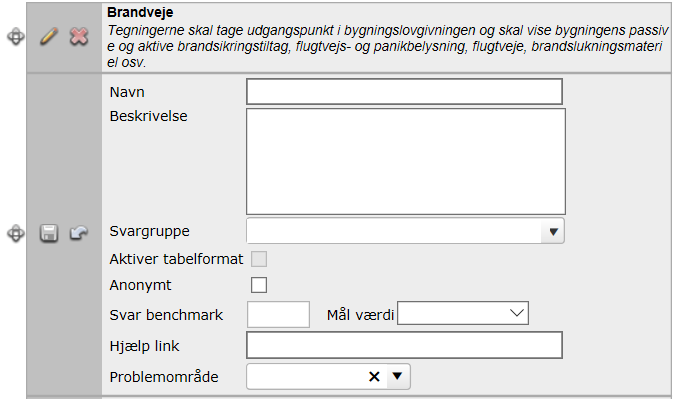 Brandveje
Tegningerne skal tage udgangspunkt i bygningslovgivningen og skal vise bygningens passiv
e og aktive brandsikringstiltag, flugtvejs- og panikbelysning, flugtveje, brandslukningsmateri
el osv.
Navn
Beskrivelse
Svargruppe
Aktiver tabelformat
Anonymt
Svar benchmark Mål værdi
Hjælp link
Problemområde